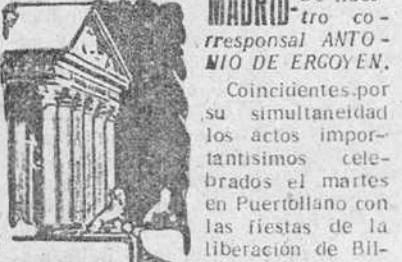 MADRID-
tro co-
rresponsal ANTO-
NIO DE ERGOYEN.
Coincidentes.por
su simultaneidad
los actos impor-
tantisimos cele-
brados el martes
en Puertollano con
las fiestas de la
liberación de Bil-